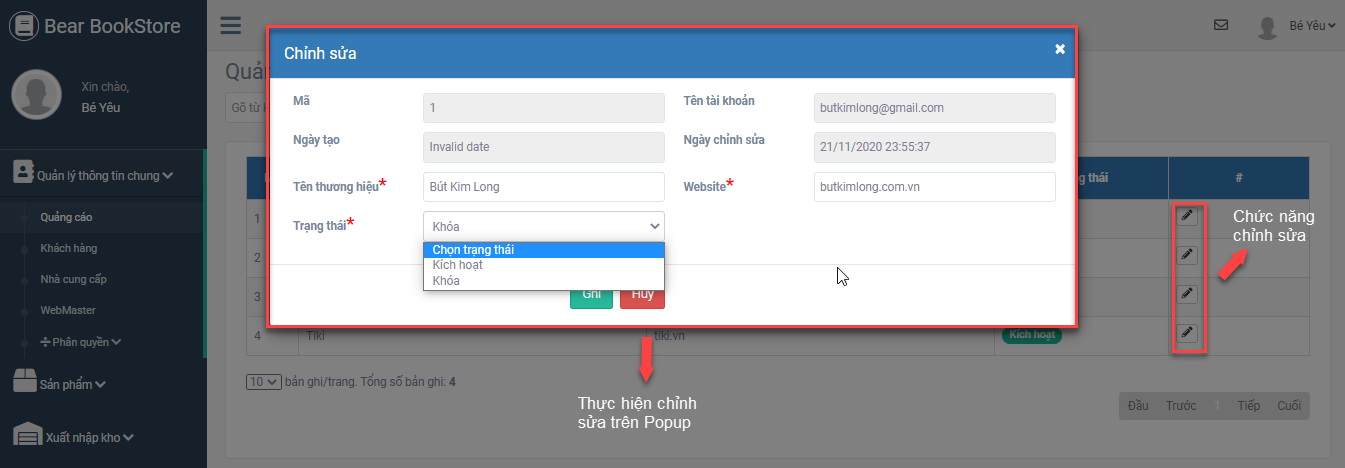 Bear BookStore
Bé Yêu
Xin chào,
Bé Yêu
Quản lý thông tin chung
Quảng cáo
Khách hàng
Nhà cung cấp
WebMaster
Phân quyền
Sản phẩm
Xuất nhập kho
Chỉnh sửa
×
Mã
1
Tên tài khoản
butkimlong@gmail.com
Ngày tạo
Invalid date
Ngày chỉnh sửa
21/11/2020 23:55:37
Tên thương hiệu*
Bút Kim Long
Website*
butkimlong.com.vn
Trạng thái*
Khóa
Chọn trạng thái
Kích hoạt
Khóa
Ghi
Hủy
#
1
2
3
4
Tiki
tiki.vn
Kích hoạt
Chức năng
chỉnh sửa
10 bản ghi/trang. Tổng số bản ghi: 4
Thực hiện chỉnh
sửa trên Popup
Đầu Trước 1 Tiếp Cuối